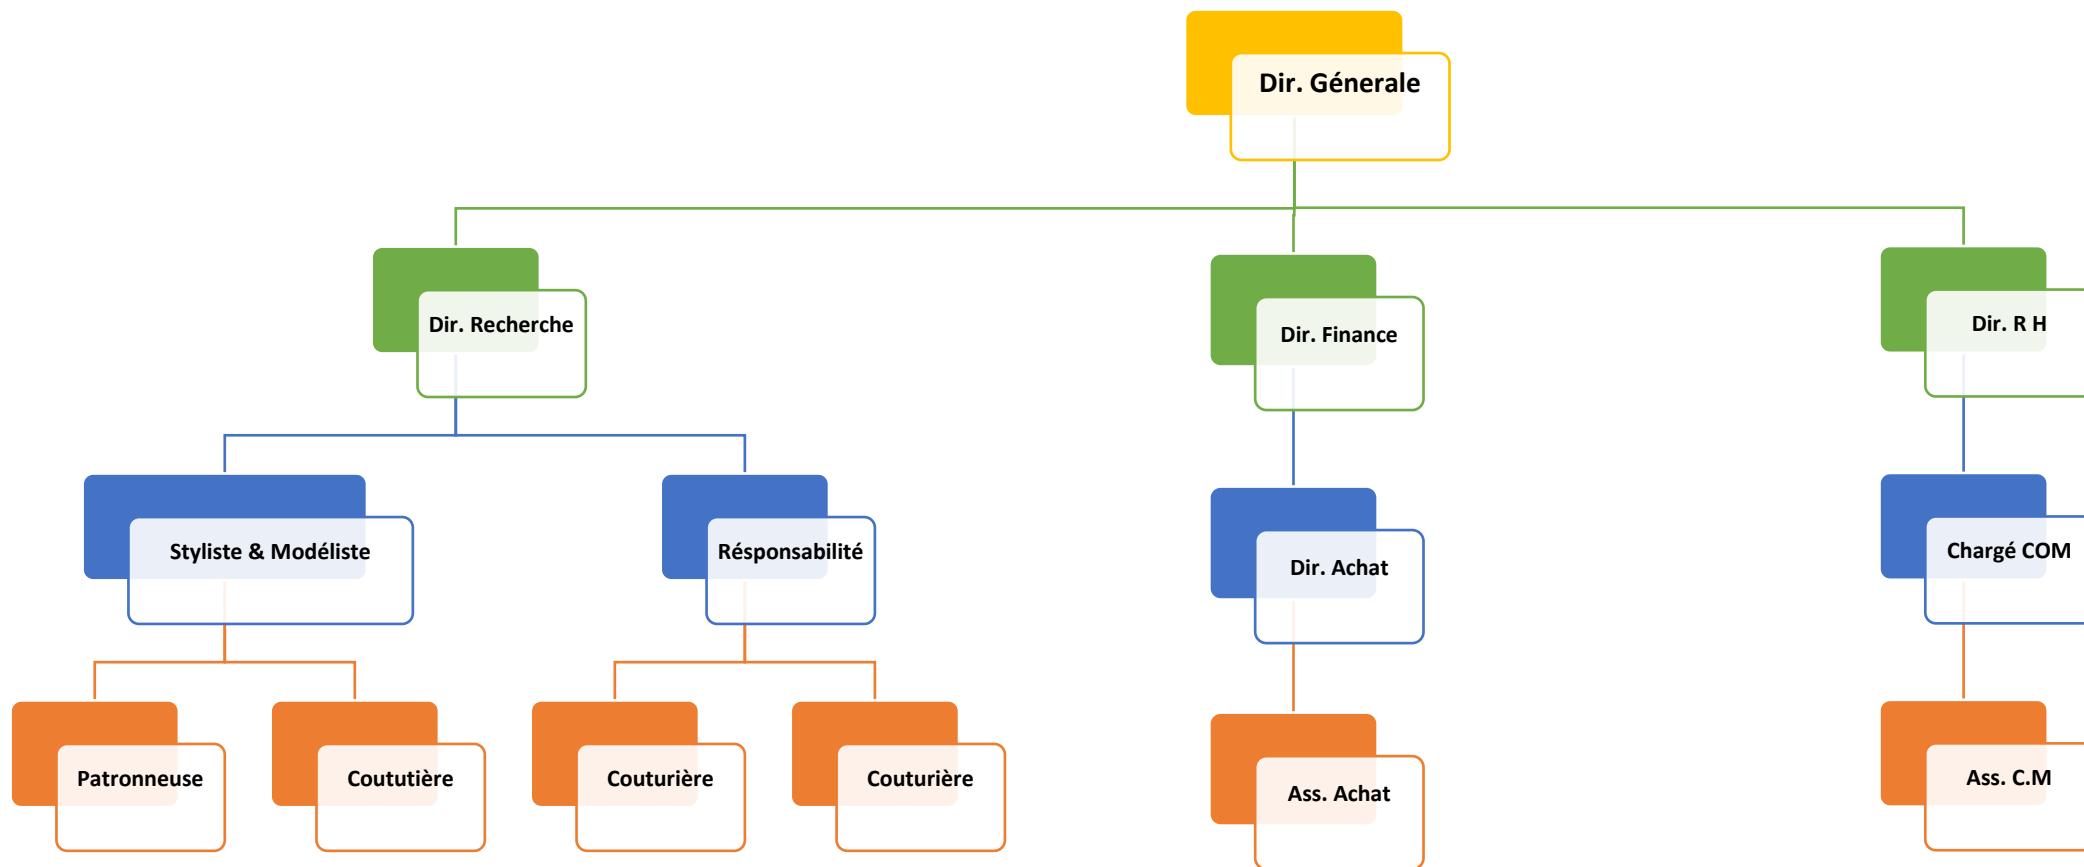 Dir. Génerale
Dir. Recherche
Dir. Finance
Dir. R H
Styliste & Modéliste
Résponsabilité
Dir. Achat
Chargé COM
Patronneuse
Coututière
Couturière
Couturière
Ass. Achat
Ass. C.M